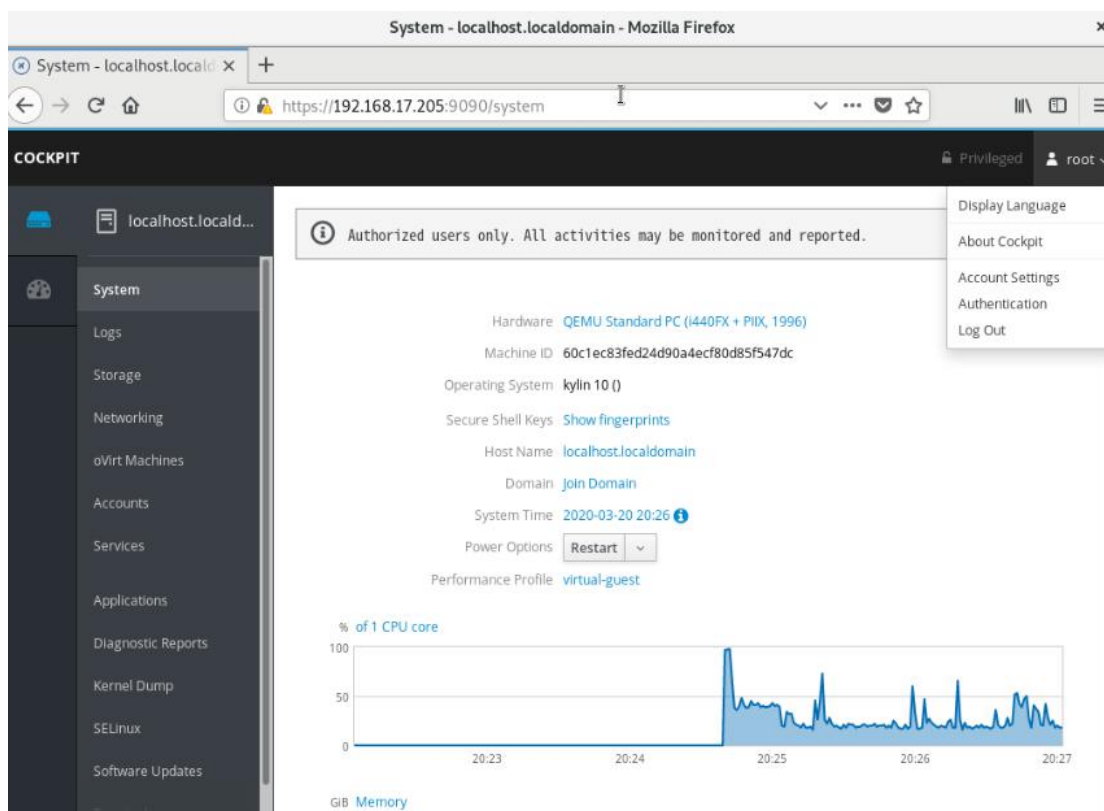 System - localhost.localdomain - Mozilla Firefox
System - localhost.locald
https://192.168.17.205:9090/system
COCKPIT
Privileged
root
Display Language
About Cockpit
Account Settings
Authentication
Log Out
localhost.locald...
System
Logs
Storage
Networking
oVirt Machines
Accounts
Services
Applications
Diagnostic Reports
Kernel Dump
SELinux
Software Updates
Authorized users only. All activities may be monitored and reported.
Hardware QEMU Standard PC (i440FX + PIIX, 1996)
Machine ID 60c1ec83fed24d90a4ecf80d85f547dc
Operating System kylin 10 ()
Secure Shell Keys Show fingerprints
Host Name localhost.localdomain
Domain Join Domain
System Time 2020-03-20 20:26
Power Options Restart
Performance Profile virtual-guest
% of 1 CPU core
100
50
0
20:23 20:24 20:25 20:26 20:27
GiB Memory